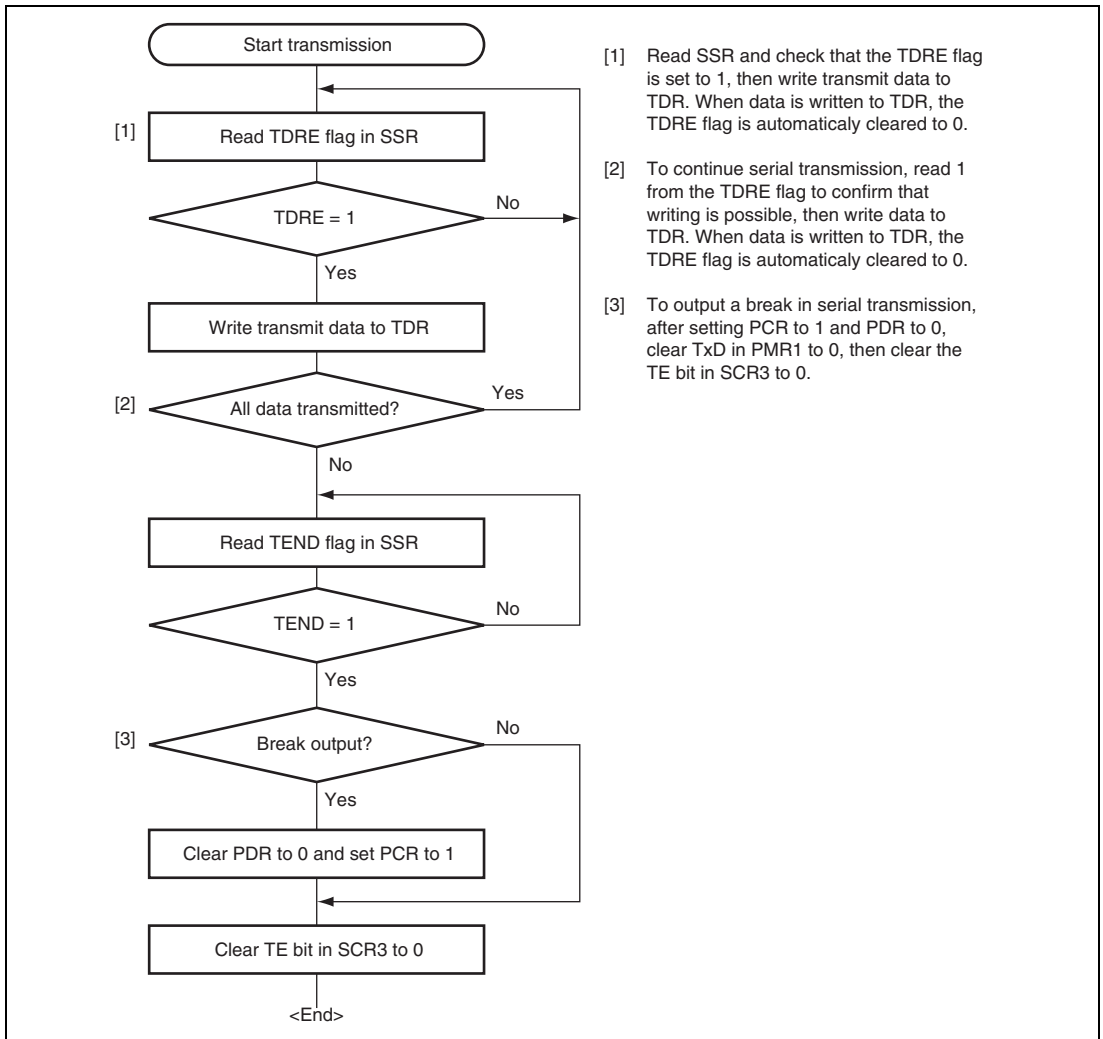 Start transmission
[1]
Read TDRE flag in SSR
TDRE = 1
No
Yes
Write transmit data to TDR
[2]
All data transmitted?
Yes
No
Read TEND flag in SSR
TEND = 1
No
Yes
[3]
Break output?
No
Yes
Clear PDR to 0 and set PCR to 1
Clear TE bit in SCR3 to 0
<End>
[1] Read SSR and check that the TDRE flag
is set to 1, then write transmit data to
TDR. When data is written to TDR, the
TDRE flag is automaticaly cleared to 0.
[2] To continue serial transmission, read 1
from the TDRE flag to confirm that
writing is possible, then write data to
TDR. When data is written to TDR, the
TDRE flag is automaticaly cleared to 0.
[3] To output a break in serial transmission,
after setting PCR to 1 and PDR to 0,
clear TxD in PMR1 to 0, then clear the
TE bit in SCR3 to 0.